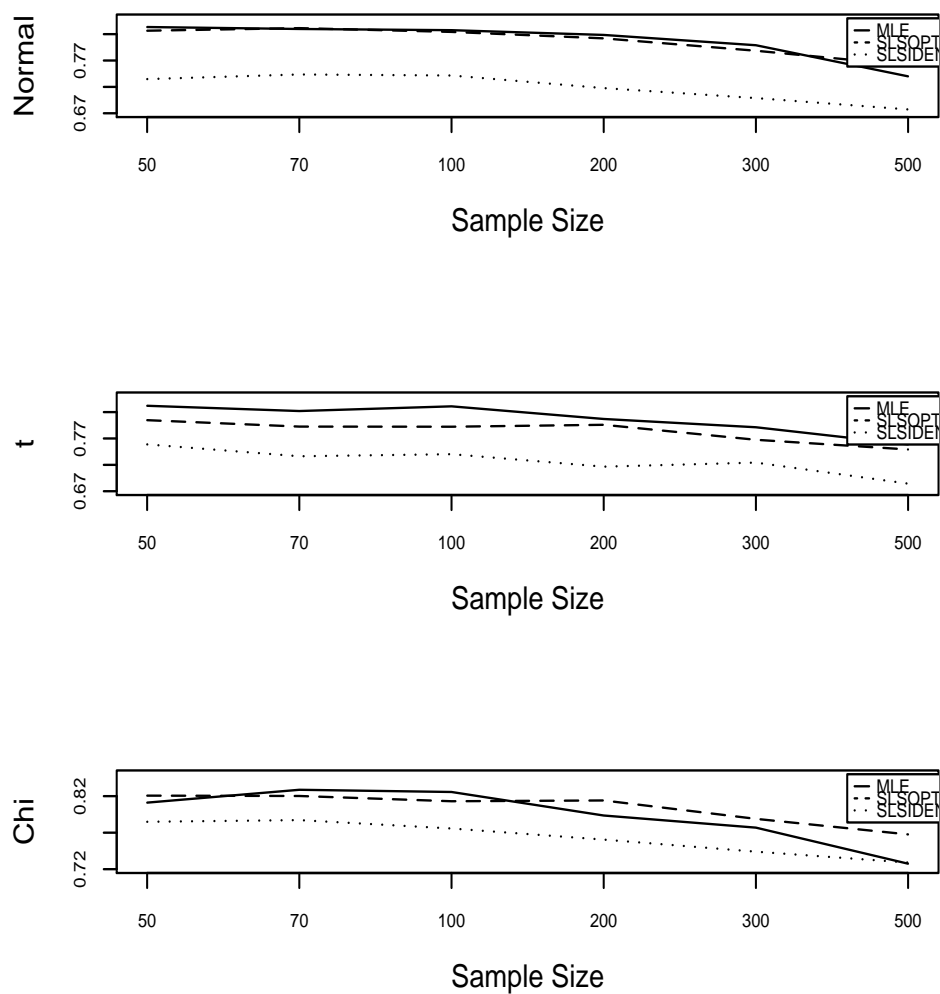 Normal
0.67 0.77
MLE
SLSOPT
SLSIDEN
50 70 100 200 300 500
Sample Size
t
0.67 0.77
MLE
SLSOPT
SLSIDEN
50 70 100 200 300 500
Sample Size
Chi
0.72 0.82
MLE
SLSOPT
SLSIDEN
50 70 100 200 300 500
Sample Size